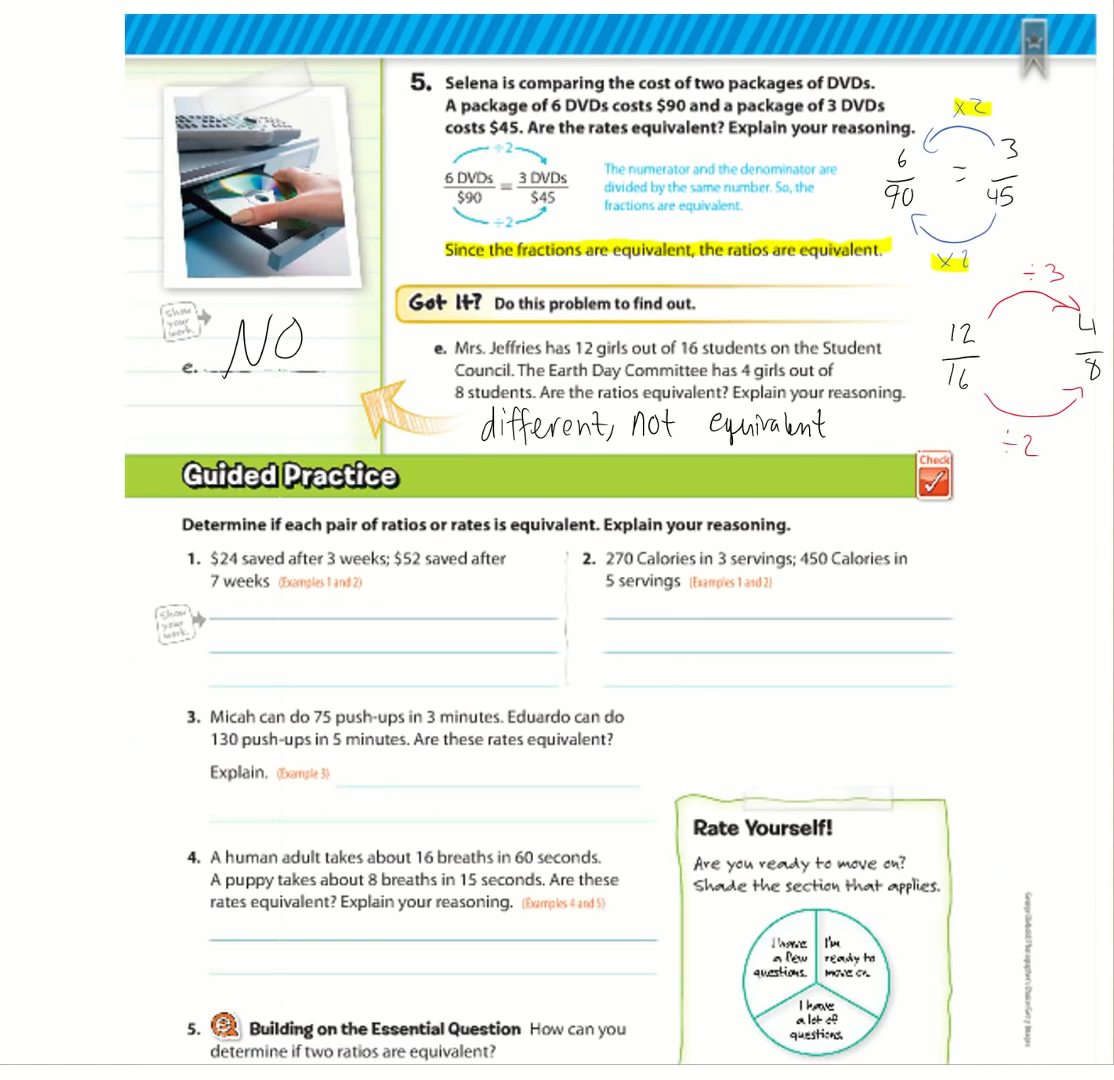 5. Selena is comparing the cost of two packages of DVDs.
A package of 6 DVDs costs $90 and a package of 3 DVDs
costs $45. Are the rates equivalent? Explain your reasoning.
÷2
6 DVDs / $90 = 3 DVDs / $45
÷2
The numerator and the denominator are
divided by the same number. So, the
fractions are equivalent.
Since the fractions are equivalent, the ratios are equivalent.
x2
6/90 = 3/45
x2
Got It? Do this problem to find out.
Show
your
work.
e. NO
e. Mrs. Jeffries has 12 girls out of 16 students on the Student
Council. The Earth Day Committee has 4 girls out of
8 students. Are the ratios equivalent? Explain your reasoning.
different, not equivalent
÷3
12/16 4/8
÷2
Guided Practice
Check
Determine if each pair of ratios or rates is equivalent. Explain your reasoning.
1. $24 saved after 3 weeks; $52 saved after
7 weeks (Examples 1 and 2)
Show
your
work.
2. 270 Calories in 3 servings; 450 Calories in
5 servings (Examples 1 and 2)
3. Micah can do 75 push-ups in 3 minutes. Eduardo can do
130 push-ups in 5 minutes. Are these rates equivalent?
Explain. (Example 3)
4. A human adult takes about 16 breaths in 60 seconds.
A puppy takes about 8 breaths in 15 seconds. Are these
rates equivalent? Explain your reasoning. (Examples 4 and 5)
5. Building on the Essential Question How can you
determine if two ratios are equivalent?
Rate Yourself!
Are you ready to move on?
Shade the section that applies.
I have
a few
questions.
I'm
ready to
move on.
I have
a lot of
questions.